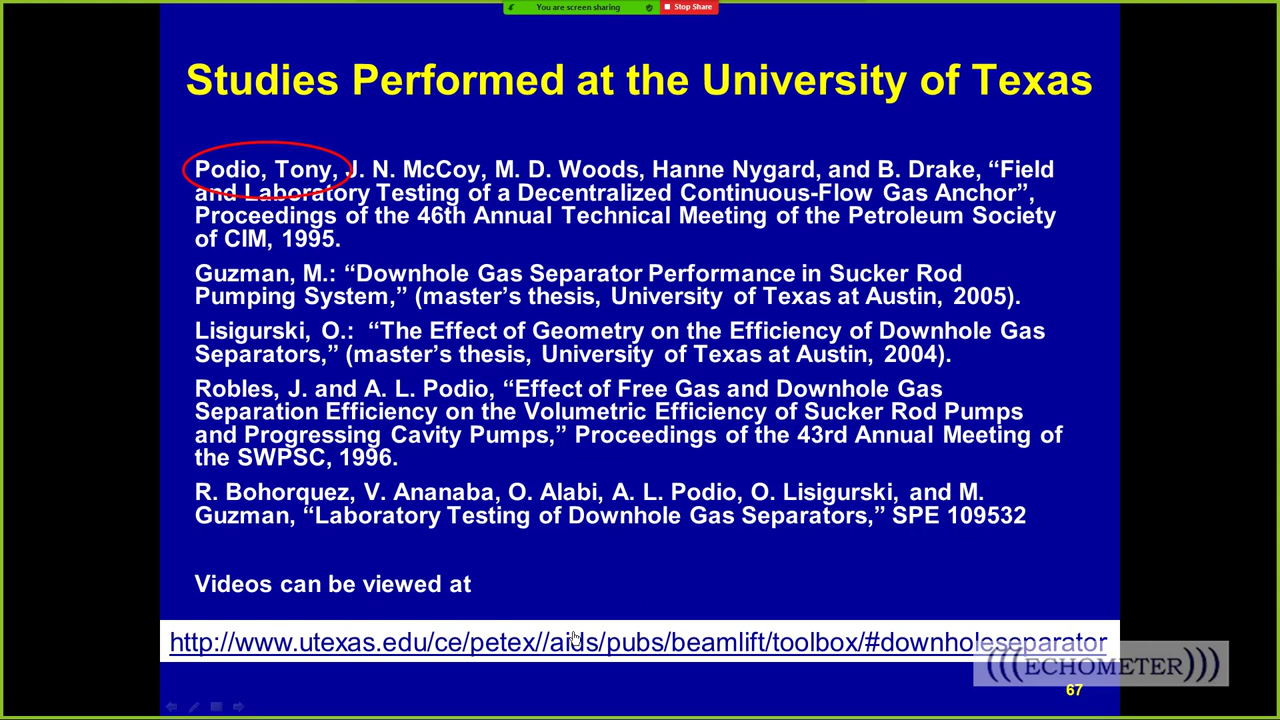 You are screen sharing
Stop Share
Studies Performed at the University of Texas
Podio, Tony, J. N. McCoy, M. D. Woods, Hanne Nygard, and B. Drake, “Field
and Laboratory Testing of a Decentralized Continuous-Flow Gas Anchor”,
Proceedings of the 46th Annual Technical Meeting of the Petroleum Society
of CIM, 1995.
Guzman, M.: “Downhole Gas Separator Performance in Sucker Rod
Pumping System,” (master’s thesis, University of Texas at Austin, 2005).
Lisigurski, O.: “The Effect of Geometry on the Efficiency of Downhole Gas
Separators,” (master’s thesis, University of Texas at Austin, 2004).
Robles, J. and A. L. Podio, “Effect of Free Gas and Downhole Gas
Separation Efficiency on the Volumetric Efficiency of Sucker Rod Pumps
and Progressing Cavity Pumps,” Proceedings of the 43rd Annual Meeting of
the SWPSC, 1996.
R. Bohorquez, V. Ananaba, O. Alabi, A. L. Podio, O. Lisigurski, and M.
Guzman, “Laboratory Testing of Downhole Gas Separators,” SPE 109532
Videos can be viewed at
http://www.utexas.edu/ce/petex//aids/pubs/beamlift/toolbox/#downholeseparator
(((ECHOMETER)))
67